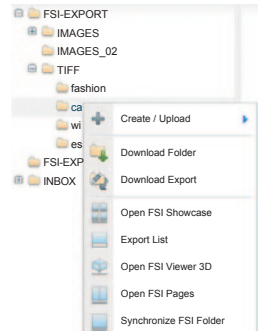 FSI-EXPORT
IMAGES
IMAGES_02
TIFF
fashion
ca
wi
es
FSI-EXP
INBOX
Create / Upload
Download Folder
Download Export
Open FSI Showcase
Export List
Open FSI Viewer 3D
Open FSI Pages
Synchronize FSI Folder